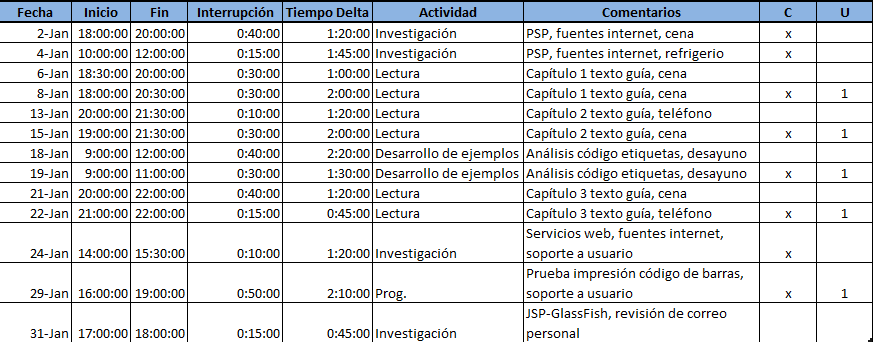 Fecha Inicio Fin Interrupción Tiempo Delta Actividad Comentarios C U
2-Jan 18:00:00 20:00:00 0:40:00 1:20:00 Investigación PSP, fuentes internet, cena x
4-Jan 10:00:00 12:00:00 0:15:00 1:45:00 Investigación PSP, fuentes internet, refrigerio x
6-Jan 18:30:00 20:00:00 0:30:00 1:00:00 Lectura Capítulo 1 texto guía, cena
8-Jan 18:00:00 20:30:00 0:30:00 2:00:00 Lectura Capítulo 1 texto guía, cena x 1
13-Jan 20:00:00 21:30:00 0:10:00 1:20:00 Lectura Capítulo 2 texto guía, teléfono
15-Jan 19:00:00 21:30:00 0:30:00 2:00:00 Lectura Capítulo 2 texto guía, cena x 1
18-Jan 9:00:00 12:00:00 0:40:00 2:20:00 Desarrollo de ejemplos Análisis código etiquetas, desayuno
19-Jan 9:00:00 11:00:00 0:30:00 1:30:00 Desarrollo de ejemplos Análisis código etiquetas, desayuno x 1
21-Jan 20:00:00 22:00:00 0:40:00 1:20:00 Lectura Capítulo 3 texto guía, cena
22-Jan 21:00:00 22:00:00 0:15:00 0:45:00 Lectura Capítulo 3 texto guía, teléfono x 1
Servicios web, fuentes internet,
24-Jan 14:00:00 15:30:00 0:10:00 1:20:00 Investigación soporte a usuario x
Prueba impresión código de barras,
29-Jan 16:00:00 19:00:00 0:50:00 2:10:00 Prog. soporte a usuario x 1
JSP-GlassFish, revisión de correo
31-Jan 17:00:00 18:00:00 0:15:00 0:45:00 Investigación personal